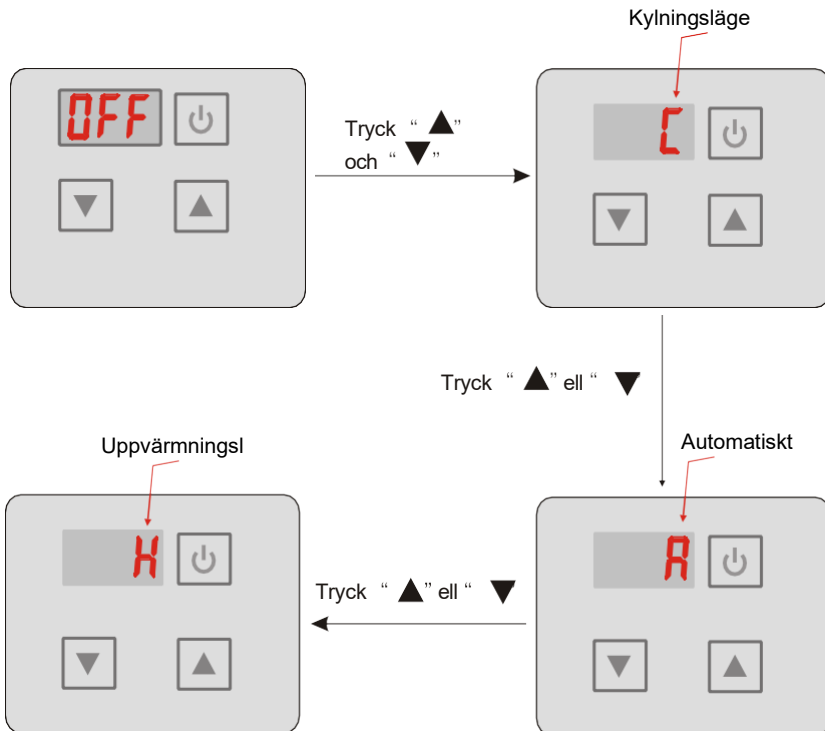 Kylningsläge
OFF
Tryck “ ▲”
och “ ▼”
C
Tryck “ ▲” ell “ ▼
Uppvärmningsl
Automatiskt
H
Tryck “ ▲” ell “ ▼
A